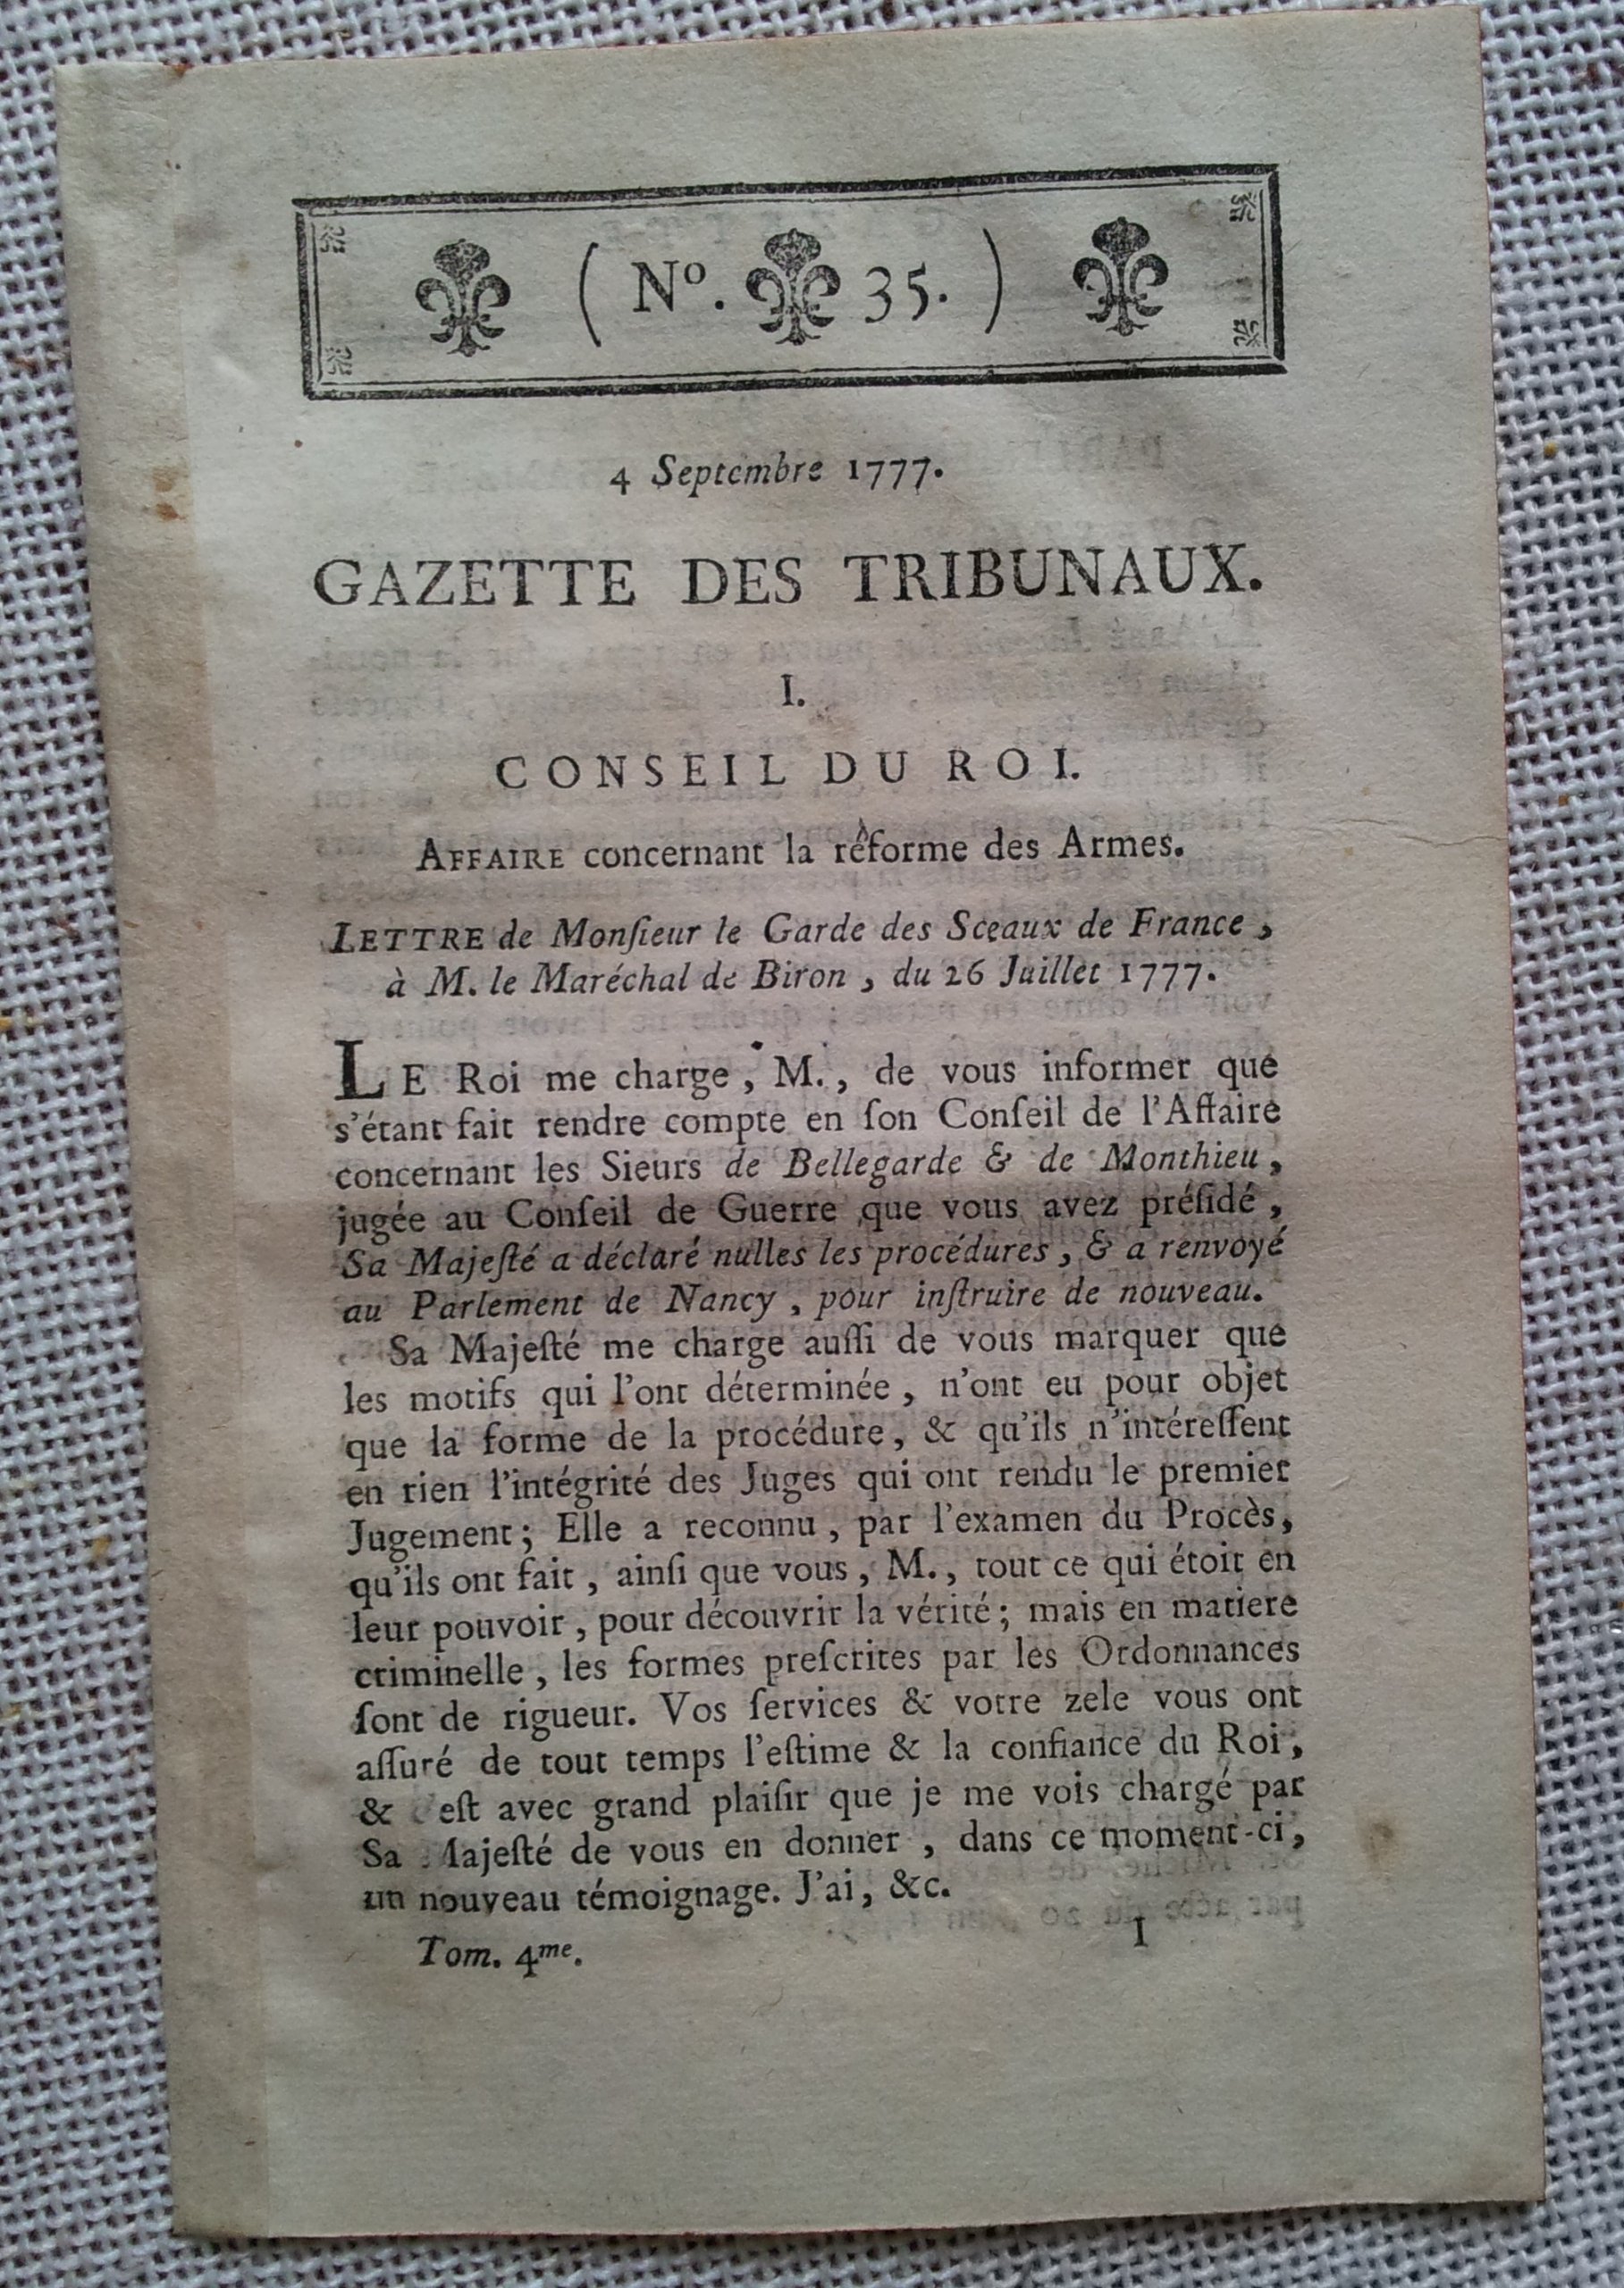 ( Nº. 35. )
4 Septembre 1777.
GAZETTE DES TRIBUNAUX.
I.
CONSEIL DU ROI.
AFFAIRE concernant la réforme des Armes.
LETTRE de Monſieur le Garde des Sceaux de France,
à M. le Maréchal de Biron, du 26 Juillet 1777.
LE Roi me charge, M., de vous informer que
s'étant fait rendre compte en ſon Conſeil de l'Affaire
concernant les Sieurs de Bellegarde & de Monthieu,
jugée au Conſeil de Guerre que vous avez préſidé,
Sa Majeſté a déclaré nulles les procédures, & a renvoyé
au Parlement de Nancy, pour inſtruire de nouveau.
Sa Majeſté me charge auſſi de vous marquer que
les motifs qui l'ont déterminée, n'ont eu pour objet
que la forme de la procédure, & qu'ils n'intéreſſent
en rien l'intégrité des Juges qui ont rendu le premier
Jugement; Elle a reconnu, par l'examen du Procès,
qu'ils ont fait, ainſi que vous, M., tout ce qui étoit en
leur pouvoir, pour découvrir la vérité; mais en matiere
criminelle, les formes preſcrites par les Ordonnances
ſont de rigueur. Vos ſervices & votre zele vous ont
aſſuré de tout temps l'eſtime & la confiance du Roi,
& c'eſt avec grand plaiſir que je me vois chargé par
Sa Majeſté de vous en donner, dans ce moment-ci,
un nouveau témoignage. J'ai, &c.
Tom. 4me. I